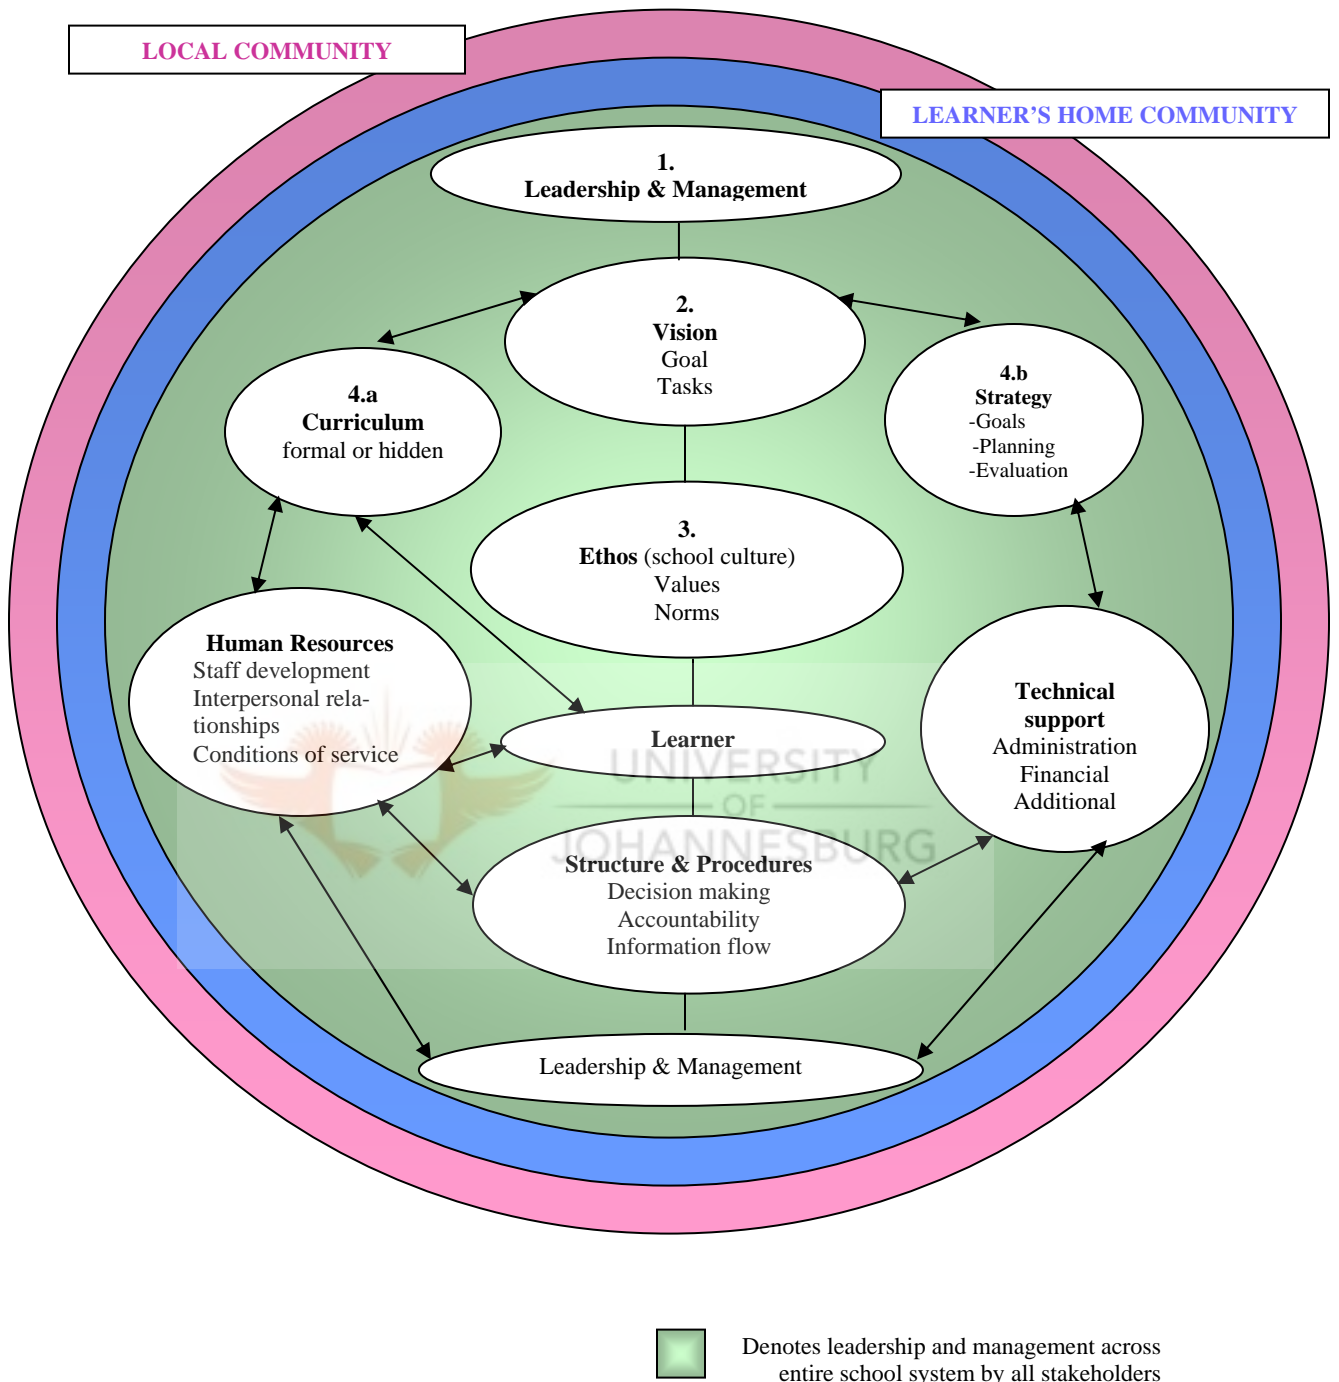 LOCAL COMMUNITY
LEARNER'S HOME COMMUNITY
1.
Leadership & Management
2.
Vision
Goal
Tasks
4.a
Curriculum
formal or hidden
4.b
Strategy
-Goals
-Planning
-Evaluation
3.
Ethos (school culture)
Values
Norms
Human Resources
Staff development
Interpersonal rela-
tionships
Conditions of service
Learner
Technical
support
Administration
Financial
Additional
UNIVERSITY
OF
JOHANNESBURG
Structure & Procedures
Decision making
Accountability
Information flow
Leadership & Management
Denotes leadership and management across
entire school system by all stakeholders